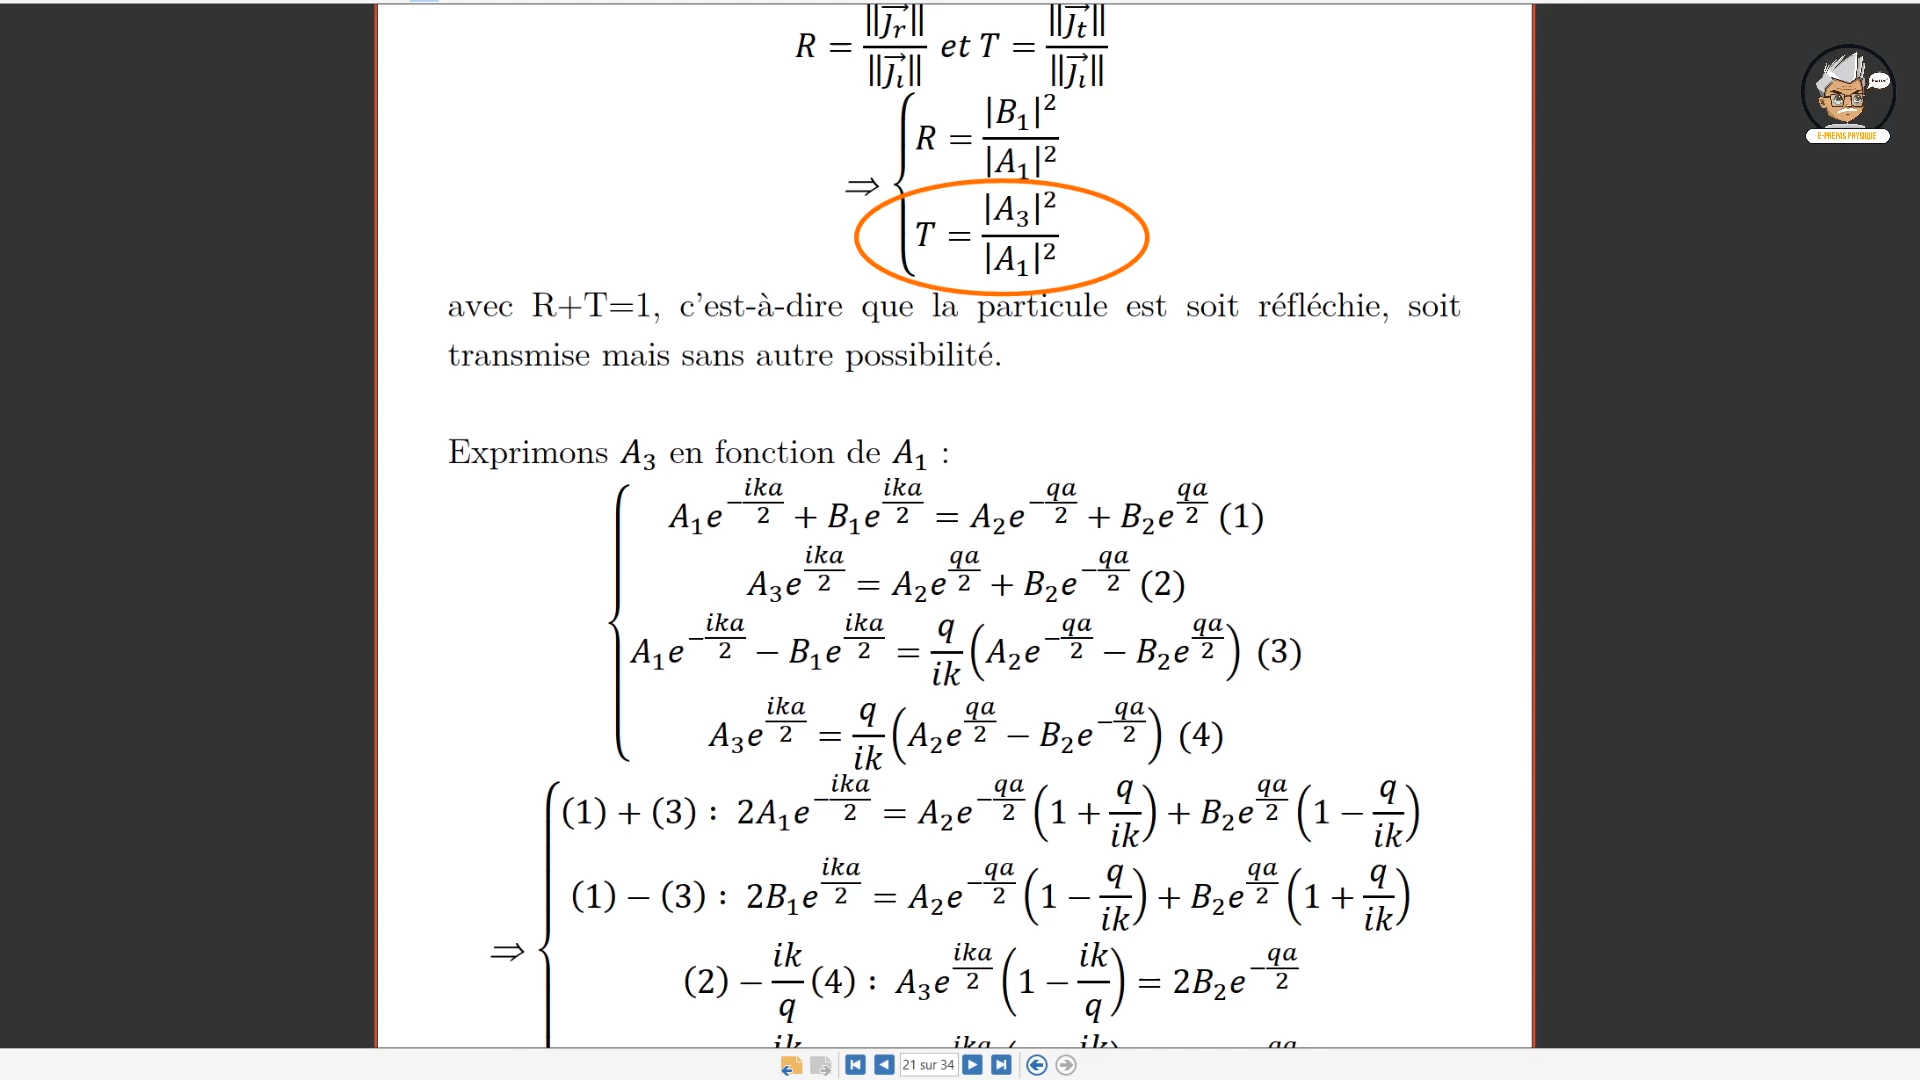 R = ‖J⃗r‖ / ‖J⃗i‖ et T = ‖J⃗t‖ / ‖J⃗i‖
R = |B₁|² / |A₁|²
⇒
T = |A₃|² / |A₁|²
avec R+T=1, c'est-à-dire que la particule est soit réfléchie, soit
transmise mais sans autre possibilité.
Exprimons A₃ en fonction de A₁ :
A₁e^(-ika/2) + B₁e^(ika/2) = A₂e^(-qa/2) + B₂e^(qa/2) (1)
A₃e^(ika/2) = A₂e^(qa/2) + B₂e^(-qa/2) (2)
A₁e^(-ika/2) − B₁e^(ika/2) = q/ik (A₂e^(-qa/2) − B₂e^(qa/2)) (3)
A₃e^(ika/2) = q/ik (A₂e^(qa/2) − B₂e^(-qa/2)) (4)
(1) + (3) : 2A₁e^(-ika/2) = A₂e^(-qa/2) (1 + q/ik) + B₂e^(qa/2) (1 − q/ik)
(1) − (3) : 2B₁e^(ika/2) = A₂e^(-qa/2) (1 − q/ik) + B₂e^(qa/2) (1 + q/ik)
⇒
(2) − ik/q (4) : A₃e^(ika/2) (1 − ik/q) = 2B₂e^(-qa/2)
E-PREPAS PHYSIQUE
21 sur 34